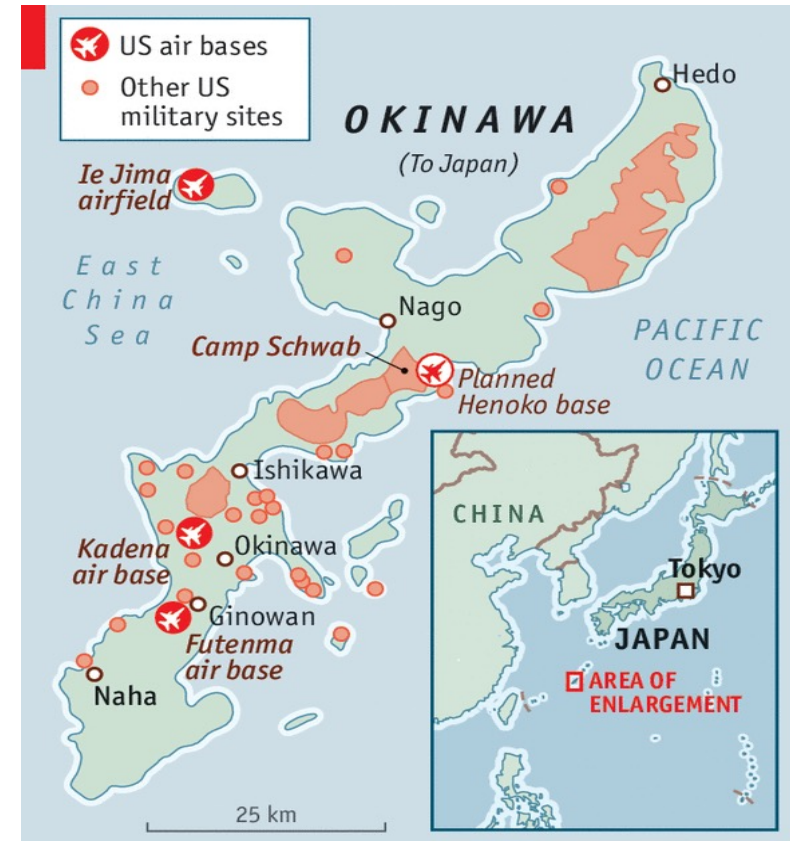 US air bases
Other US
military sites
Hedo
OKINAWA
(To Japan)
Ie Jima
airfield
East
China
Sea
Nago
Camp Schwab
PACIFIC
OCEAN
Planned
Henoko base
Ishikawa
Kadena
air base
Okinawa
Ginowan
Futenma
air base
Naha
25 km
CHINA
Tokyo
JAPAN
AREA OF
ENLARGEMENT